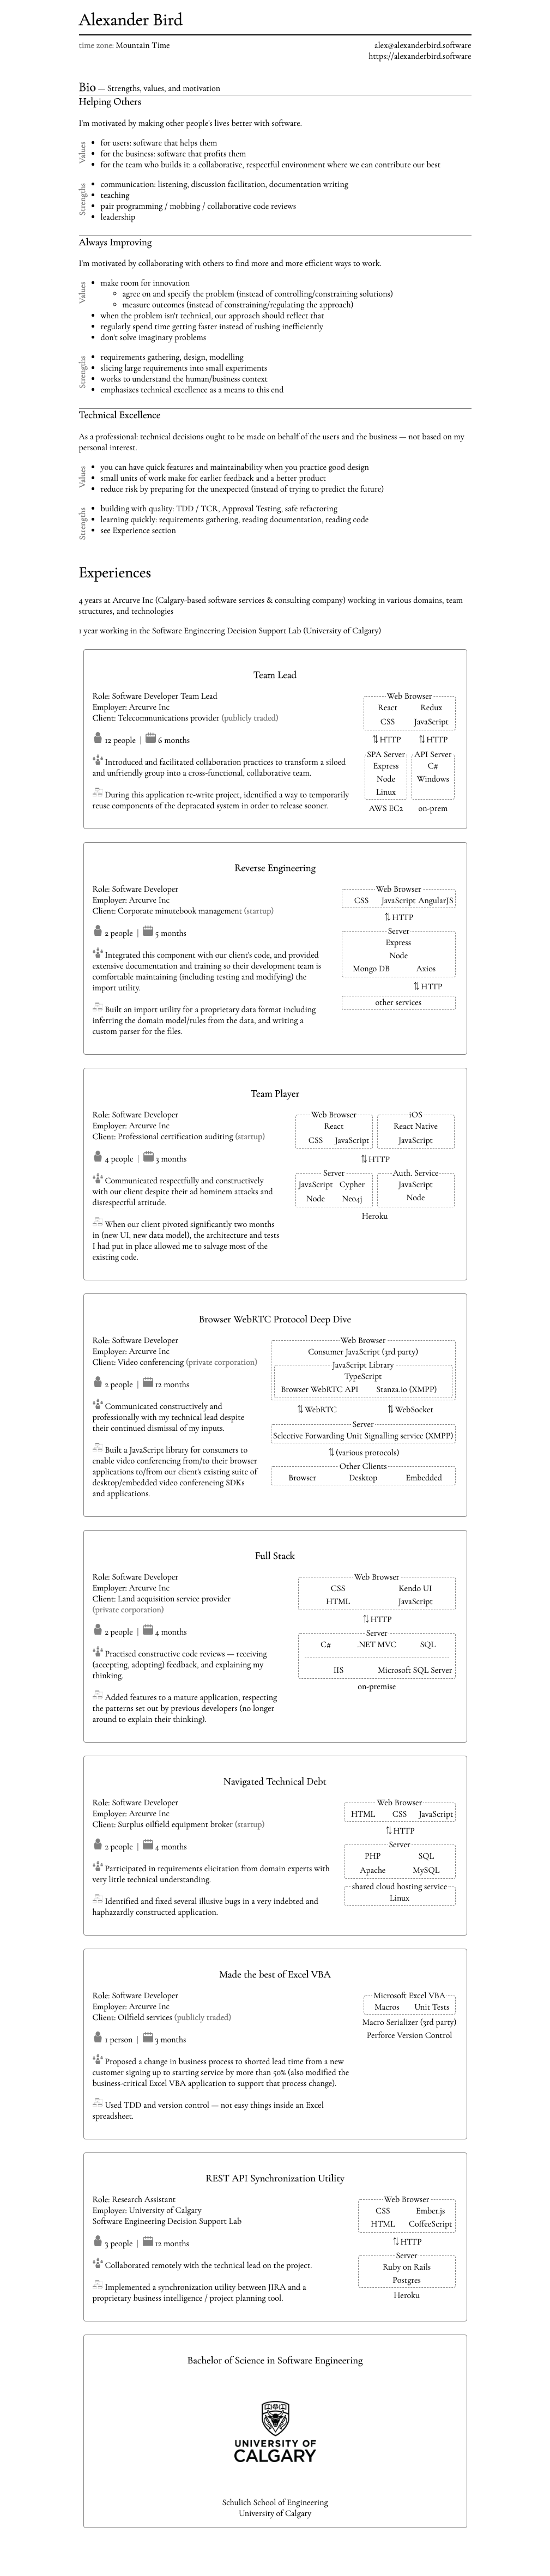 Alexander Bird
time zone: Mountain Time
alex@alexanderbird.software
https://alexanderbird.software
Bio — Strengths, values, and motivation
Helping Others
I'm motivated by making other people's lives better with software.
Values
• for users: software that helps them
• for the business: software that profits them
• for the team who builds it: a collaborative, respectful environment where we can contribute our best
Strengths
• communication: listening, discussion facilitation, documentation writing
• teaching
• pair programming / mobbing / collaborative code reviews
• leadership
Always Improving
I'm motivated by collaborating with others to find more and more efficient ways to work.
Values
• make room for innovation
◦ agree on and specify the problem (instead of controlling/constraining solutions)
◦ measure outcomes (instead of constraining/regulating the approach)
• when the problem isn't technical, our approach should reflect that
• regularly spend time getting faster instead of rushing inefficiently
• don't solve imaginary problems
Strengths
• requirements gathering, design, modelling
• slicing large requirements into small experiments
• works to understand the human/business context
• emphasizes technical excellence as a means to this end
Technical Excellence
As a professional: technical decisions ought to be made on behalf of the users and the business — not based on my
personal interest.
Values
• you can have quick features and maintainability when you practice good design
• small units of work make for earlier feedback and a better product
• reduce risk by preparing for the unexpected (instead of trying to predict the future)
Strengths
• building with quality: TDD / TCR, Approval Testing, safe refactoring
• learning quickly: requirements gathering, reading documentation, reading code
• see Experience section
Experiences
4 years at Arcurve Inc (Calgary-based software services & consulting company) working in various domains, team
structures, and technologies
1 year working in the Software Engineering Decision Support Lab (University of Calgary)
Team Lead
Role: Software Developer Team Lead
Employer: Arcurve Inc
Client: Telecommunications provider (publicly traded)
12 people | 6 months
Introduced and facilitated collaboration practices to transform a siloed
and unfriendly group into a cross-functional, collaborative team.
During this application re-write project, identified a way to temporarily
reuse components of the depracated system in order to release sooner.
Web Browser
React Redux
CSS JavaScript
⇅ HTTP ⇅ HTTP
SPA Server API Server
Express C#
Node Windows
Linux
AWS EC2 on-prem
Reverse Engineering
Role: Software Developer
Employer: Arcurve Inc
Client: Corporate minutebook management (startup)
2 people | 5 months
Integrated this component with our client's code, and provided
extensive documentation and training so their development team is
comfortable maintaining (including testing and modifying) the
import utility.
Built an import utility for a proprietary data format including
inferring the domain model/rules from the data, and writing a
custom parser for the files.
Web Browser
CSS JavaScript AngularJS
⇅ HTTP
Server
Express
Node
Mongo DB Axios
⇅ HTTP
other services
Team Player
Role: Software Developer
Employer: Arcurve Inc
Client: Professional certification auditing (startup)
4 people | 3 months
Communicated respectfully and constructively
with our client despite their ad hominem attacks and
disrespectful attitude.
When our client pivoted significantly two months
in (new UI, new data model), the architecture and tests
I had put in place allowed me to salvage most of the
existing code.
Web Browser iOS
React React Native
CSS JavaScript JavaScript
⇅ HTTP
Server Auth. Service
JavaScript Cypher JavaScript
Node Neo4j Node
Heroku
Browser WebRTC Protocol Deep Dive
Role: Software Developer
Employer: Arcurve Inc
Client: Video conferencing (private corporation)
2 people | 12 months
Communicated constructively and
professionally with my technical lead despite
their continued dismissal of my inputs.
Built a JavaScript library for consumers to
enable video conferencing from/to their browser
applications to/from our client's existing suite of
desktop/embedded video conferencing SDKs
and applications.
Web Browser
Consumer JavaScript (3rd party)
JavaScript Library
TypeScript
Browser WebRTC API Stanza.io (XMPP)
⇅ WebRTC ⇅ WebSocket
Server
Selective Forwarding Unit Signalling service (XMPP)
⇅ (various protocols)
Other Clients
Browser Desktop Embedded
Full Stack
Role: Software Developer
Employer: Arcurve Inc
Client: Land acquisition service provider
(private corporation)
2 people | 4 months
Practised constructive code reviews — receiving
(accepting, adopting) feedback, and explaining my
thinking.
Added features to a mature application, respecting
the patterns set out by previous developers (no longer
around to explain their thinking).
Web Browser
CSS Kendo UI
HTML JavaScript
⇅ HTTP
Server
C# .NET MVC SQL
IIS Microsoft SQL Server
on-premise
Navigated Technical Debt
Role: Software Developer
Employer: Arcurve Inc
Client: Surplus oilfield equipment broker (startup)
2 people | 4 months
Participated in requirements elicitation from domain experts with
very little technical understanding.
Identified and fixed several illusive bugs in a very indebted and
haphazardly constructed application.
Web Browser
HTML CSS JavaScript
⇅ HTTP
Server
PHP SQL
Apache MySQL
shared cloud hosting service
Linux
Made the best of Excel VBA
Role: Software Developer
Employer: Arcurve Inc
Client: Oilfield services (publicly traded)
1 person | 3 months
Proposed a change in business process to shorted lead time from a new
customer signing up to starting service by more than 50% (also modified the
business-critical Excel VBA application to support that process change).
Used TDD and version control — not easy things inside an Excel
spreadsheet.
Microsoft Excel VBA
Macros Unit Tests
Macro Serializer (3rd party)
Perforce Version Control
REST API Synchronization Utility
Role: Research Assistant
Employer: University of Calgary
Software Engineering Decision Support Lab
3 people | 12 months
Collaborated remotely with the technical lead on the project.
Implemented a synchronization utility between JIRA and a
proprietary business intelligence / project planning tool.
Web Browser
CSS Ember.js
HTML CoffeeScript
⇅ HTTP
Server
Ruby on Rails
Postgres
Heroku
Bachelor of Science in Software Engineering
UNIVERSITY OF
CALGARY
Schulich School of Engineering
University of Calgary